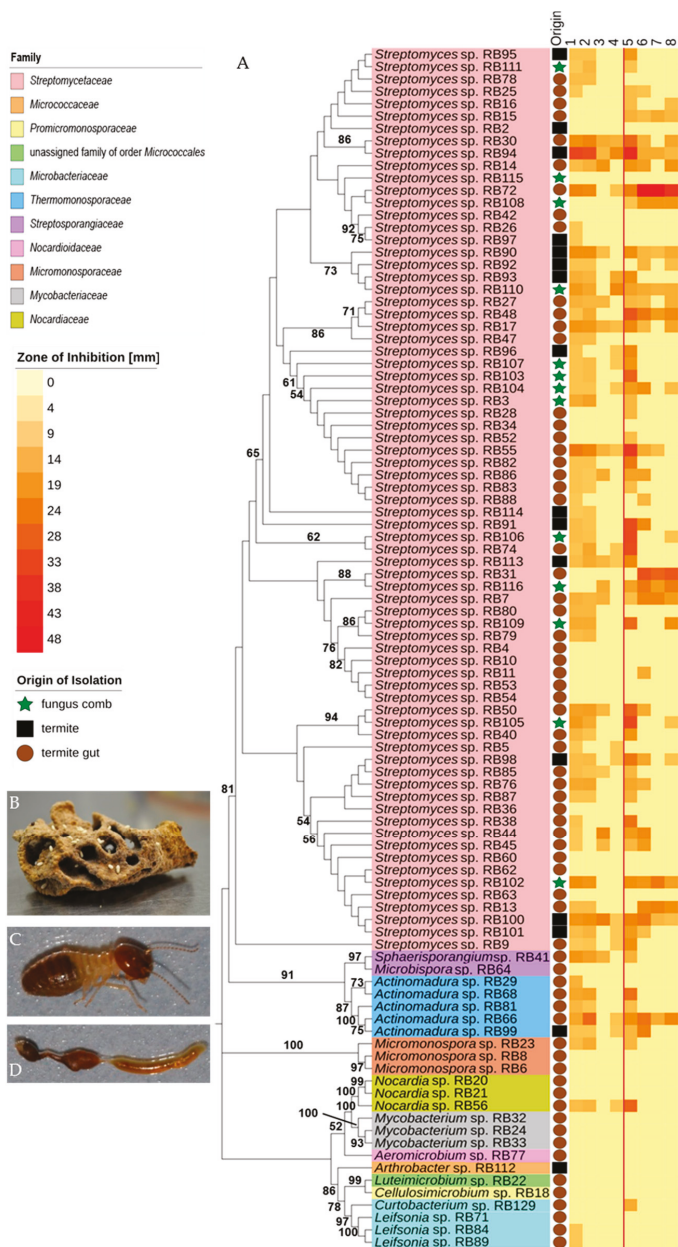 Family
Streptomycetaceae
Micrococcaceae
Promicromonosporaceae
unassigned family of order Micrococcales
Microbacteriaceae
Thermomonosporaceae
Streptosporangiaceae
Nocardioidaceae
Micromonosporaceae
Mycobacteriaceae
Nocardiaceae
Zone of Inhibition [mm]
0
4
9
14
19
24
28
33
38
43
48
Origin of Isolation
fungus comb
termite
termite gut
B
C
D
A
Origin
1 2 3 4 5 6 7 8
Streptomyces sp. RB95
Streptomyces sp. RB111
Streptomyces sp. RB78
Streptomyces sp. RB25
Streptomyces sp. RB16
Streptomyces sp. RB15
Streptomyces sp. RB2
86
Streptomyces sp. RB30
Streptomyces sp. RB94
Streptomyces sp. RB14
Streptomyces sp. RB115
Streptomyces sp. RB72
Streptomyces sp. RB108
Streptomyces sp. RB42
92
Streptomyces sp. RB26
75
Streptomyces sp. RB97
Streptomyces sp. RB90
Streptomyces sp. RB92
73
Streptomyces sp. RB93
Streptomyces sp. RB110
Streptomyces sp. RB27
71
Streptomyces sp. RB48
Streptomyces sp. RB17
86
Streptomyces sp. RB47
Streptomyces sp. RB96
Streptomyces sp. RB107
Streptomyces sp. RB103
61
Streptomyces sp. RB104
54
Streptomyces sp. RB3
Streptomyces sp. RB28
Streptomyces sp. RB34
Streptomyces sp. RB52
65
Streptomyces sp. RB55
Streptomyces sp. RB82
Streptomyces sp. RB86
Streptomyces sp. RB83
Streptomyces sp. RB88
Streptomyces sp. RB114
Streptomyces sp. RB91
62
Streptomyces sp. RB106
Streptomyces sp. RB74
Streptomyces sp. RB113
88
Streptomyces sp. RB31
Streptomyces sp. RB116
Streptomyces sp. RB7
Streptomyces sp. RB80
86
Streptomyces sp. RB109
Streptomyces sp. RB79
76
Streptomyces sp. RB4
82
Streptomyces sp. RB10
Streptomyces sp. RB11
Streptomyces sp. RB53
Streptomyces sp. RB54
94
Streptomyces sp. RB50
Streptomyces sp. RB105
Streptomyces sp. RB40
Streptomyces sp. RB5
Streptomyces sp. RB98
Streptomyces sp. RB85
81
Streptomyces sp. RB76
Streptomyces sp. RB87
Streptomyces sp. RB36
54
Streptomyces sp. RB38
56
Streptomyces sp. RB44
Streptomyces sp. RB45
Streptomyces sp. RB60
Streptomyces sp. RB62
Streptomyces sp. RB102
Streptomyces sp. RB63
Streptomyces sp. RB13
Streptomyces sp. RB100
Streptomyces sp. RB101
Streptomyces sp. RB9
97
Sphaerisporangium sp. RB41
91
Microbispora sp. RB64
73
Actinomadura sp. RB29
Actinomadura sp. RB68
87
Actinomadura sp. RB81
100
Actinomadura sp. RB66
75
Actinomadura sp. RB99
100
Micromonospora sp. RB23
Micromonospora sp. RB8
97
Micromonospora sp. RB6
99
Nocardia sp. RB20
100
Nocardia sp. RB21
100
Nocardia sp. RB56
100
Mycobacterium sp. RB32
52
Mycobacterium sp. RB24
93
Mycobacterium sp. RB33
Aeromicrobium sp. RB77
Arthrobacter sp. RB112
99
Luteimicrobium sp. RB22
86
Cellulosimicrobium sp. RB18
78
Curtobacterium sp. RB129
97
Leifsonia sp. RB71
100
Leifsonia sp. RB84
Leifsonia sp. RB89